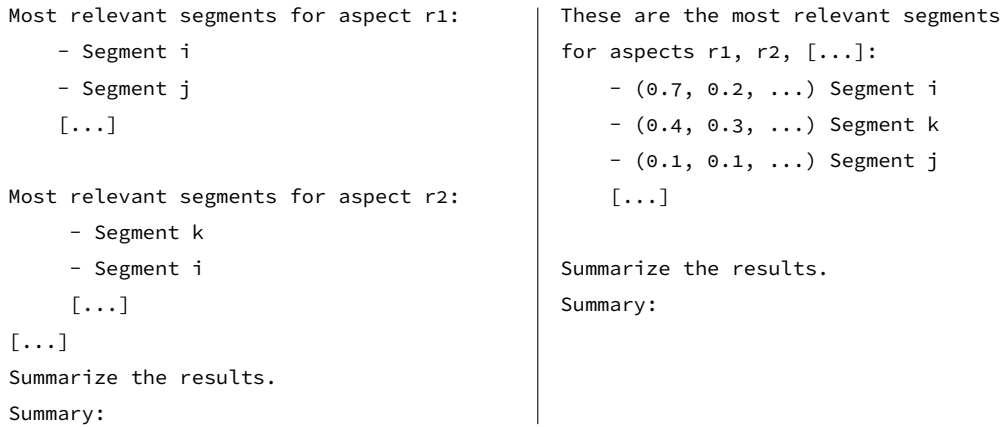 Most relevant segments for aspect r1:
- Segment i
- Segment j
[...]
Most relevant segments for aspect r2:
- Segment k
- Segment i
[...]
[...]
Summarize the results.
Summary:
These are the most relevant segments
for aspects r1, r2, [...]:
- (0.7, 0.2, ...) Segment i
- (0.4, 0.3, ...) Segment k
- (0.1, 0.1, ...) Segment j
[...]
Summarize the results.
Summary: